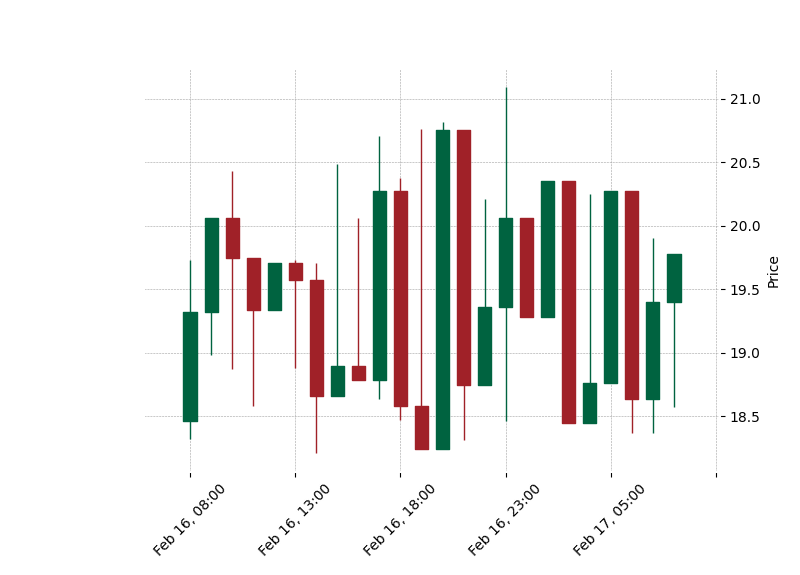 21.0
20.5
20.0
19.5
19.0
18.5
Price
Feb 16, 08:00
Feb 16, 13:00
Feb 16, 18:00
Feb 16, 23:00
Feb 17, 05:00